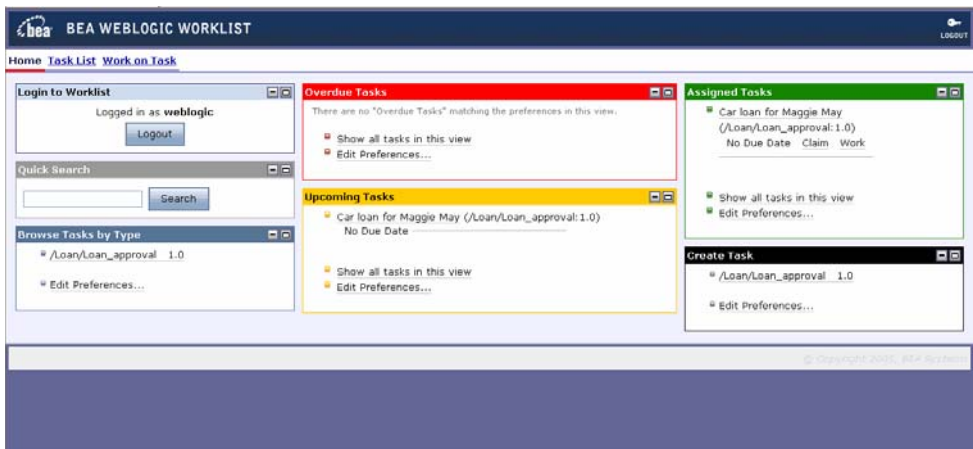 bea BEA WEBLOGIC WORKLIST
LOGOUT
Home Task List Work on Task
Login to Worklist
Logged in as weblogic
Logout
Quick Search
Search
Browse Tasks by Type
/Loan/Loan_approval 1.0
Edit Preferences...
Overdue Tasks
There are no "Overdue Tasks" matching the preferences in this view.
Show all tasks in this view
Edit Preferences...
Upcoming Tasks
Car loan for Maggie May (/Loan/Loan_approval:1.0)
No Due Date
Show all tasks in this view
Edit Preferences...
Assigned Tasks
Car loan for Maggie May
(/Loan/Loan_approval:1.0)
No Due Date Claim Work
Show all tasks in this view
Edit Preferences...
Create Task
/Loan/Loan_approval 1.0
Edit Preferences...
© Copyright 2005, BEA